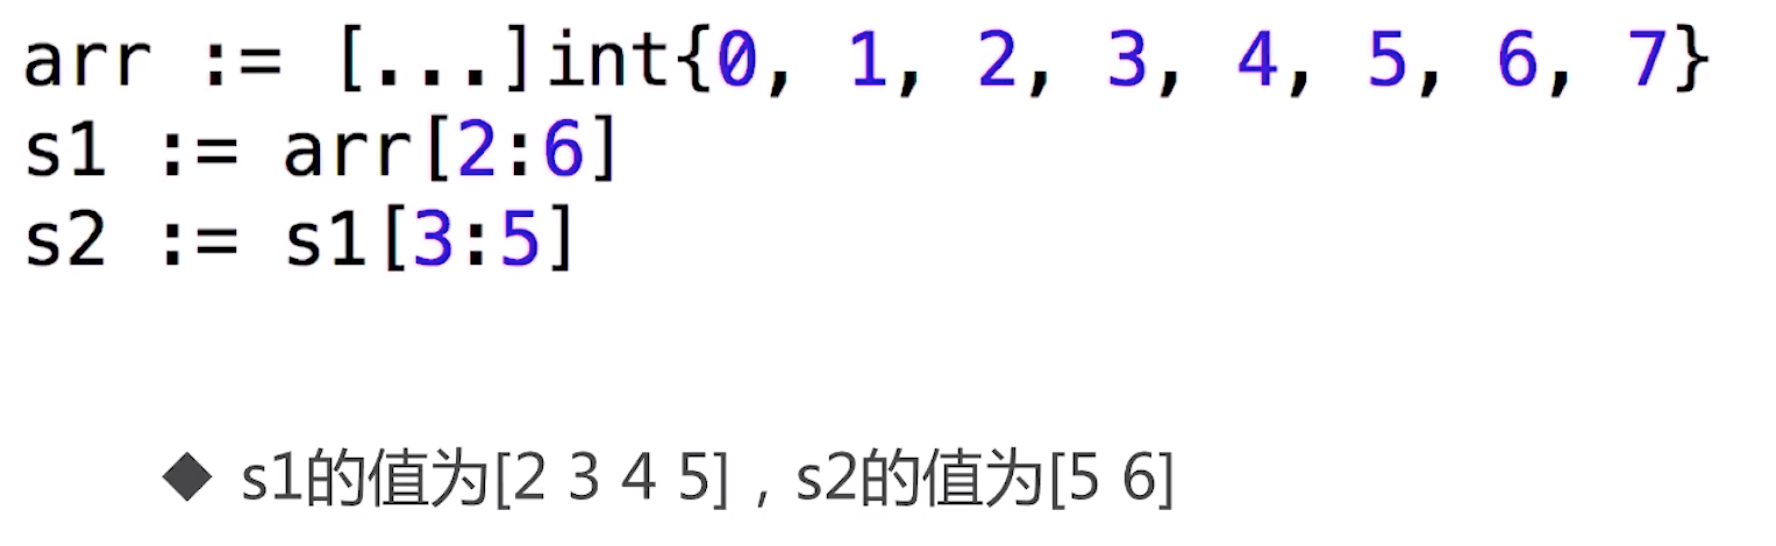 arr := [...]int{0, 1, 2, 3, 4, 5, 6, 7}
s1 := arr[2:6]
s2 := s1[3:5]
◆ s1的值为[2 3 4 5]，s2的值为[5 6]